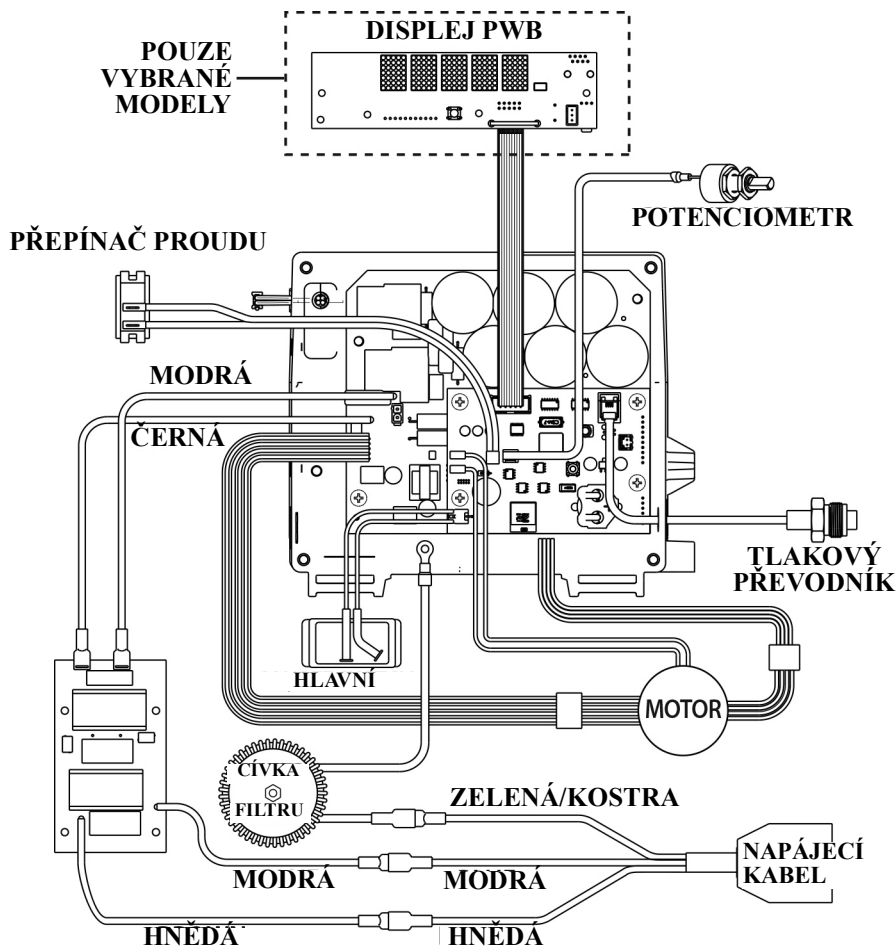 DISPLEJ PWB
POUZE
VYBRANÉ
MODELY
POTENCIOMETR
PŘEPÍNAČ PROUDU
MODRÁ
ČERNÁ
TLAKOVÝ
PŘEVODNÍK
HLAVNÍ
MOTOR
CÍVKA
FILTRU
ZELENÁ/KOSTRA
NAPÁJECÍ
KABEL
MODRÁ
MODRÁ
HNĚDÁ
HNĚDÁ